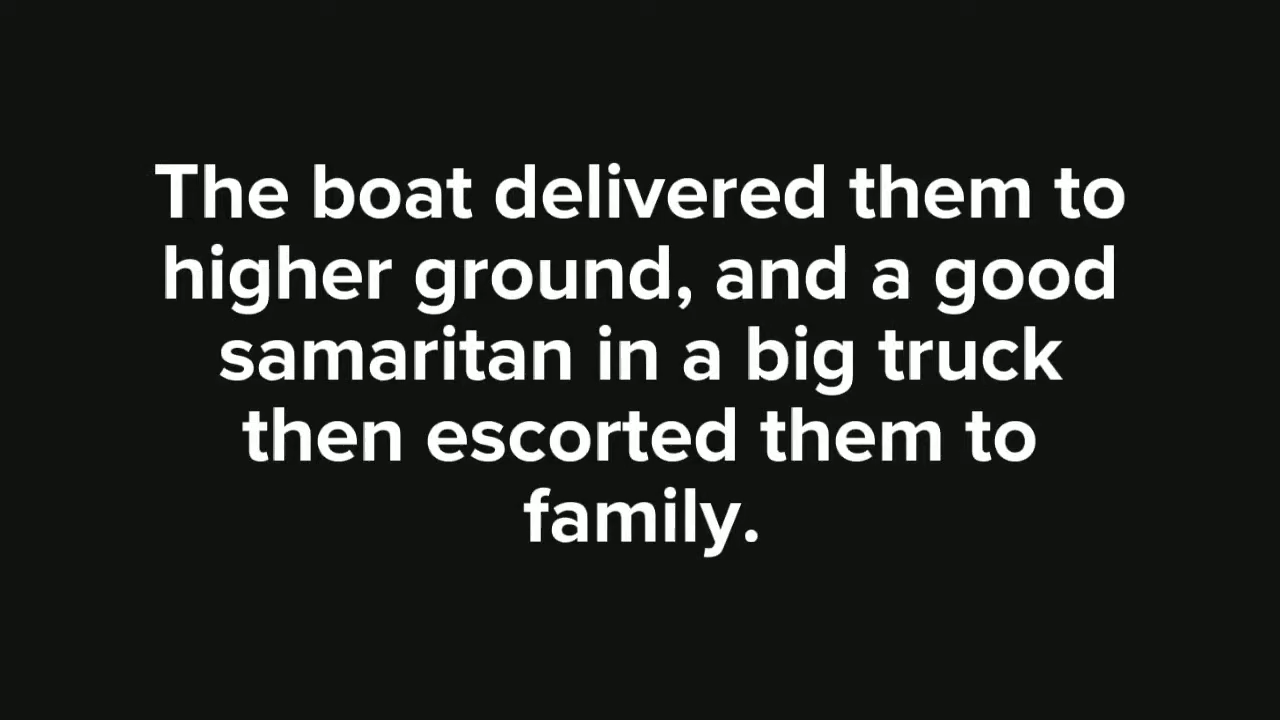 The boat delivered them to
higher ground, and a good
samaritan in a big truck
then escorted them to
family.